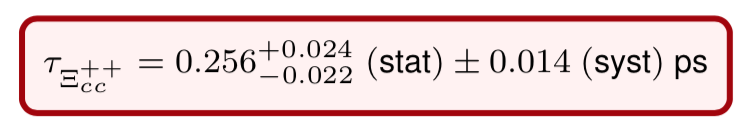 τ_{Ξ_{cc}^{++}} = 0.256^{+0.024}_{−0.022} (stat) ± 0.014 (syst) ps